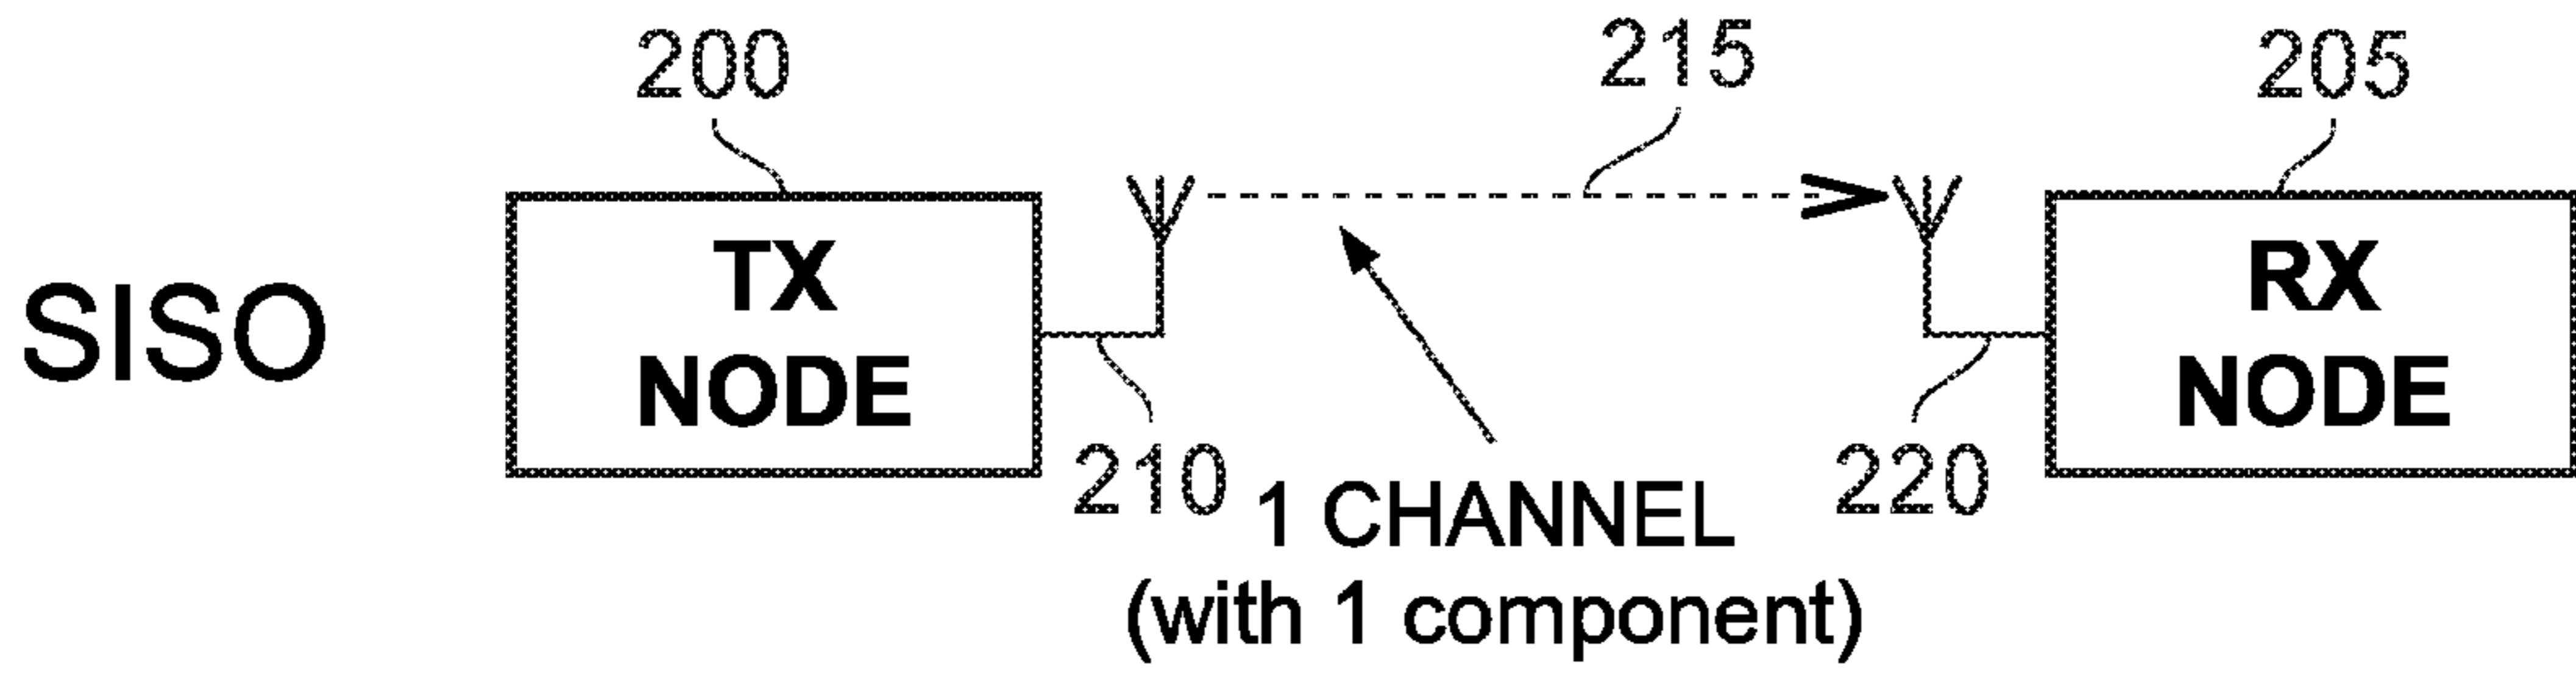 200
215
205
SISO
TX
NODE
RX
NODE
210
220
1 CHANNEL
(with 1 component)